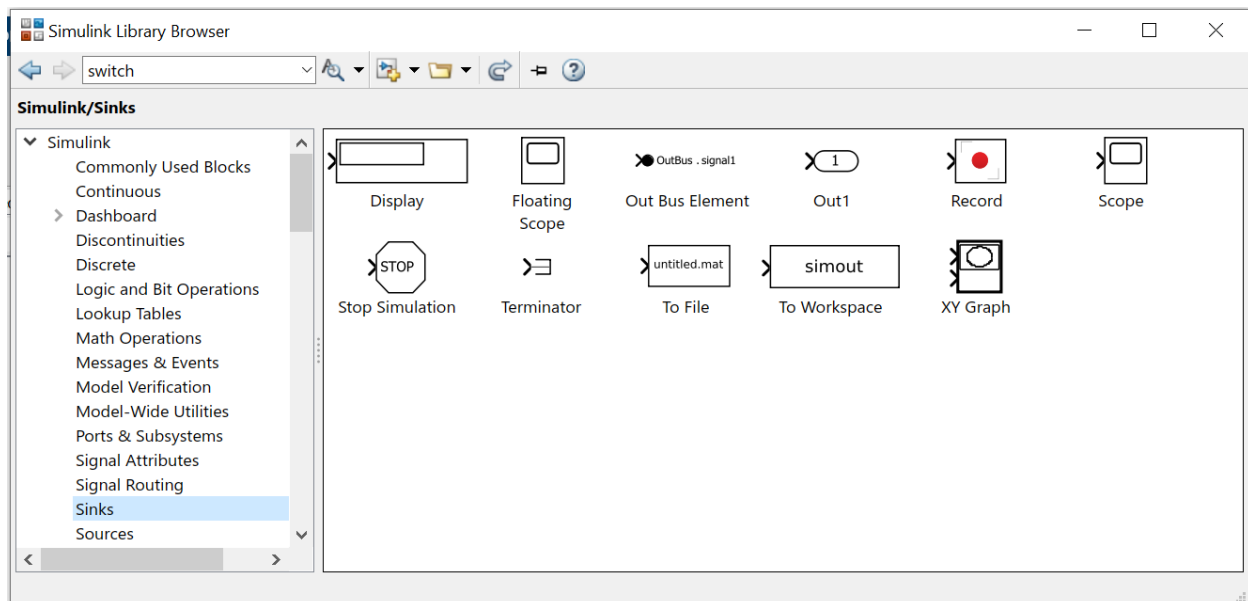 Simulink Library Browser
switch
Simulink/Sinks
Simulink
Commonly Used Blocks
Continuous
Dashboard
Discontinuities
Discrete
Logic and Bit Operations
Lookup Tables
Math Operations
Messages & Events
Model Verification
Model-Wide Utilities
Ports & Subsystems
Signal Attributes
Signal Routing
Sinks
Sources
Display
Floating
Scope
OutBus . signal1
Out Bus Element
1
Out1
Record
Scope
STOP
Stop Simulation
Terminator
untitled.mat
To File
simout
To Workspace
XY Graph